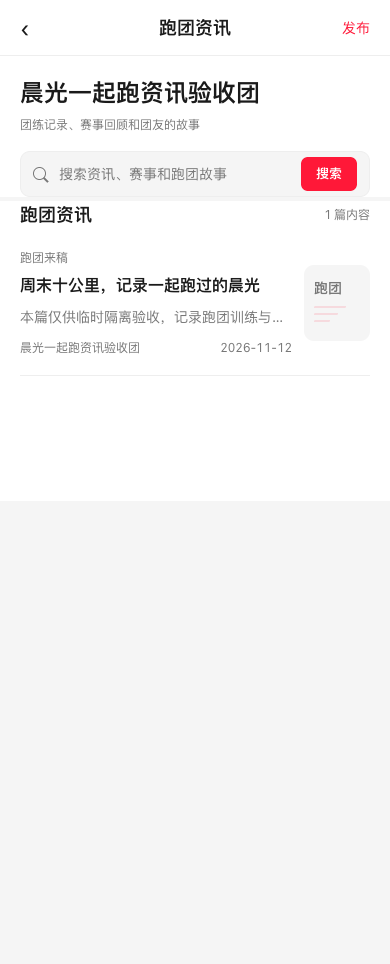 ‹ 跑团资讯 发布
晨光一起跑资讯验收团
团练记录、赛事回顾和团友的故事
搜索资讯、赛事和跑团故事 搜索
跑团资讯 1 篇内容
跑团来稿
周末十公里，记录一起跑过的晨光
本篇仅供临时隔离验收，记录跑团训练与...
晨光一起跑资讯验收团 2026-11-12
跑团